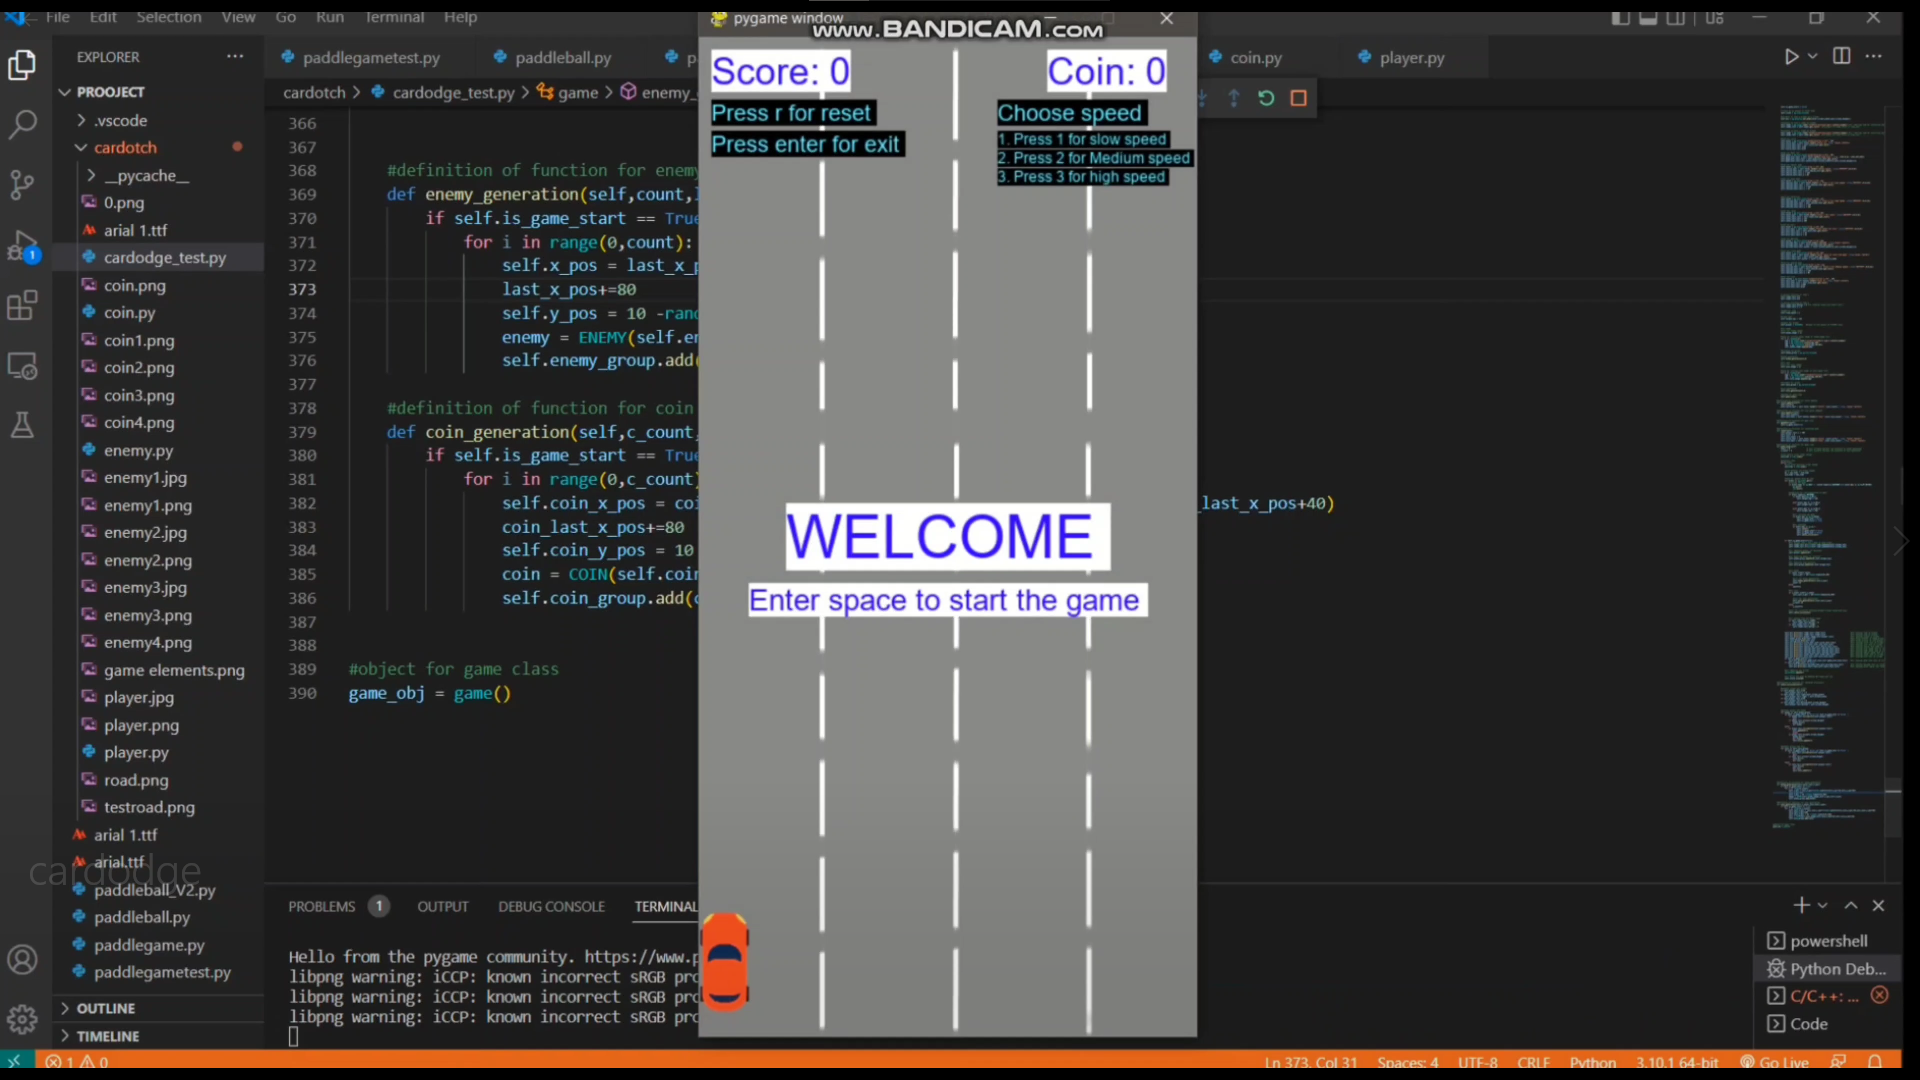 File Edit Selection View Go Run Terminal Help
pygame window
www.BANDICAM.com
EXPLORER
paddlegametest.py
paddleball.py
coin.py
player.py
PROOJECT
cardotch > cardodge_test.py > game > enemy_
.vscode
cardotch
__pycache__
0.png
arial 1.ttf
cardodge_test.py
coin.png
coin.py
coin1.png
coin2.png
coin3.png
coin4.png
enemy.py
enemy1.jpg
enemy1.png
enemy2.jpg
enemy2.png
enemy3.jpg
enemy3.png
enemy4.png
game elements.png
player.jpg
player.png
player.py
road.png
testroad.png
arial 1.ttf
arial.ttf
cardodge
paddleball_V2.py
paddleball.py
paddlegame.py
paddlegametest.py
OUTLINE
TIMELINE
366
367
368 #definition of function for enemy
369 def enemy_generation(self,count,
370 if self.is_game_start == True
371 for i in range(0,count):
372 self.x_pos = last_x_p
373 last_x_pos+=80
374 self.y_pos = 10 -rand
375 enemy = ENEMY(self.en
376 self.enemy_group.add(
377
378 #definition of function for coin
379 def coin_generation(self,c_count,
380 if self.is_game_start == True
381 for i in range(0,c_count)
382 self.coin_x_pos = coi _last_x_pos+40)
383 coin_last_x_pos+=80
384 self.coin_y_pos = 10
385 coin = COIN(self.coin
386 self.coin_group.add(c
387
388
389 #object for game class
390 game_obj = game()
Score: 0
Coin: 0
Press r for reset
Press enter for exit
Choose speed
1. Press 1 for slow speed
2. Press 2 for Medium speed
3. Press 3 for high speed
WELCOME
Enter space to start the game
PROBLEMS 1 OUTPUT DEBUG CONSOLE TERMINAL
Hello from the pygame community. https://www.p
libpng warning: iCCP: known incorrect sRGB pro
libpng warning: iCCP: known incorrect sRGB pro
libpng warning: iCCP: known incorrect sRGB pro
powershell
Python Deb...
C/C++: ...
Code
1 0
Ln 373, Col 31 Spaces: 4 UTF-8 CRLF Python 3.10.1 64-bit Go Live